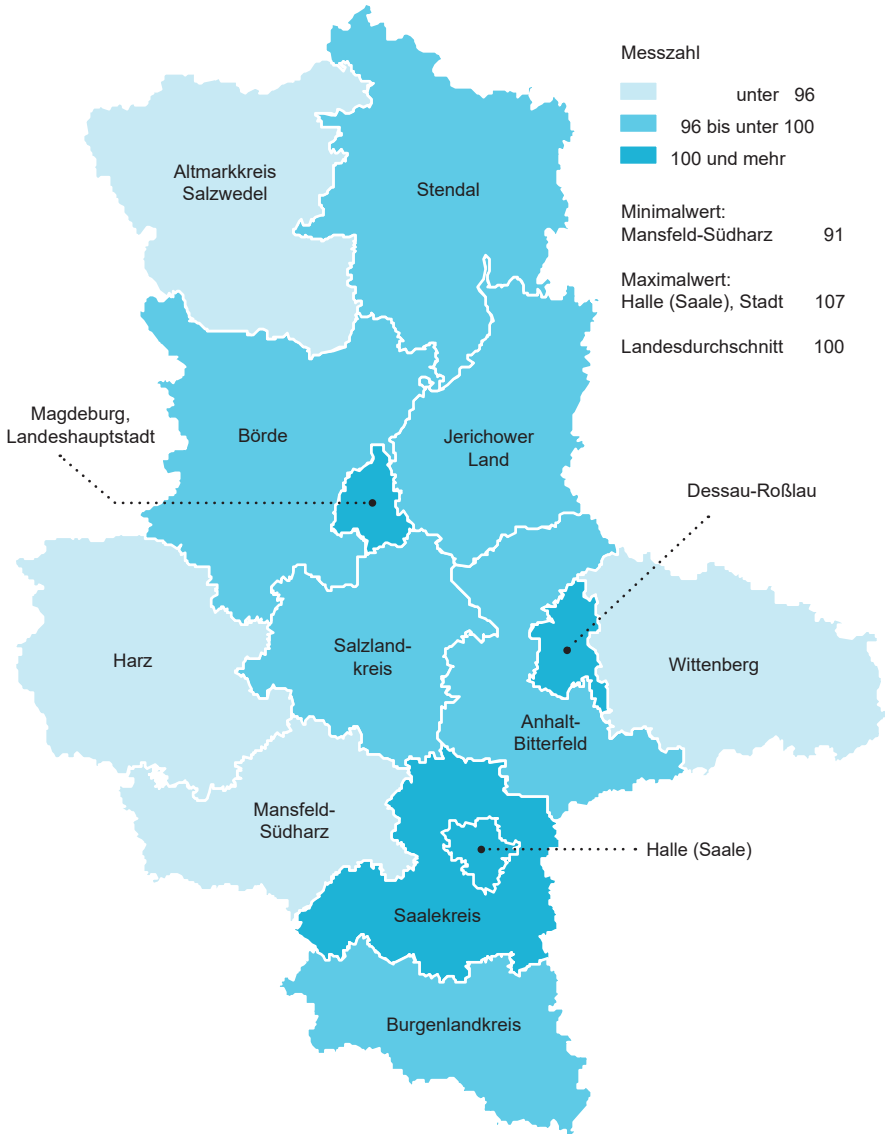 Messzahl
unter 96
96 bis unter 100
100 und mehr
Minimalwert:
Mansfeld-Südharz 91
Maximalwert:
Halle (Saale), Stadt 107
Landesdurchschnitt 100
Altmarkkreis
Salzwedel
Stendal
Magdeburg,
Landeshauptstadt
Börde
Jerichower
Land
Dessau-Roßlau
Harz
Salzland-
kreis
Wittenberg
Anhalt-
Bitterfeld
Mansfeld-
Südharz
Halle (Saale)
Saalekreis
Burgenlandkreis